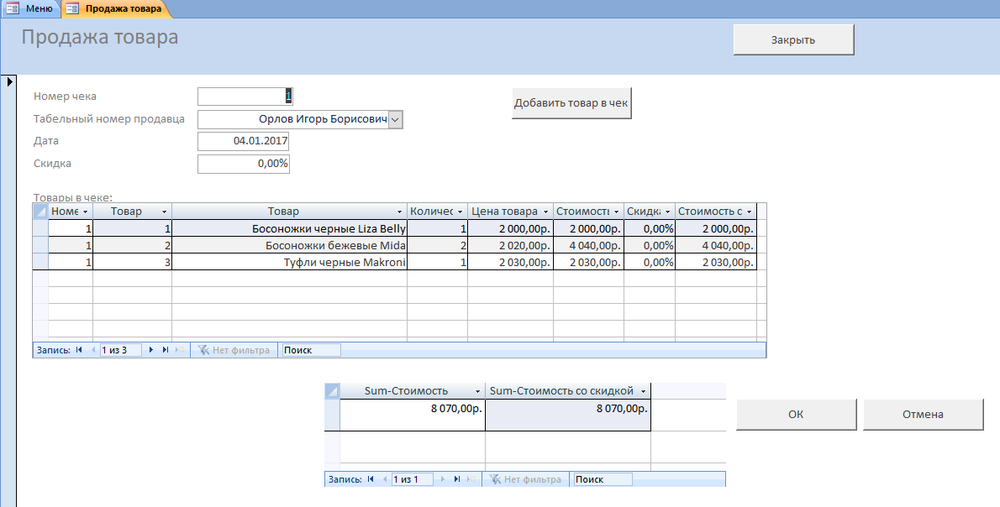 Меню Продажа товара
Продажа товара
Закрыть
Номер чека 1
Добавить товар в чек
Табельный номер продавца Орлов Игорь Борисович
Дата 04.01.2017
Скидка 0,00%
Товары в чеке:
Номе Товар Товар Количес Цена товара Стоимость Скидка Стоимость с
1 1 Босоножки черные Liza Belly 1 2 000,00р. 2 000,00р. 0,00% 2 000,00р.
1 2 Босоножки бежевые Mida 2 2 020,00р. 4 040,00р. 0,00% 4 040,00р.
1 3 Туфли черные Makroni 1 2 030,00р. 2 030,00р. 0,00% 2 030,00р.
Запись: 1 из 3 Нет фильтра Поиск
Sum-Стоимость Sum-Стоимость со скидкой
8 070,00р. 8 070,00р.
ОК Отмена
Запись: 1 из 1 Нет фильтра Поиск